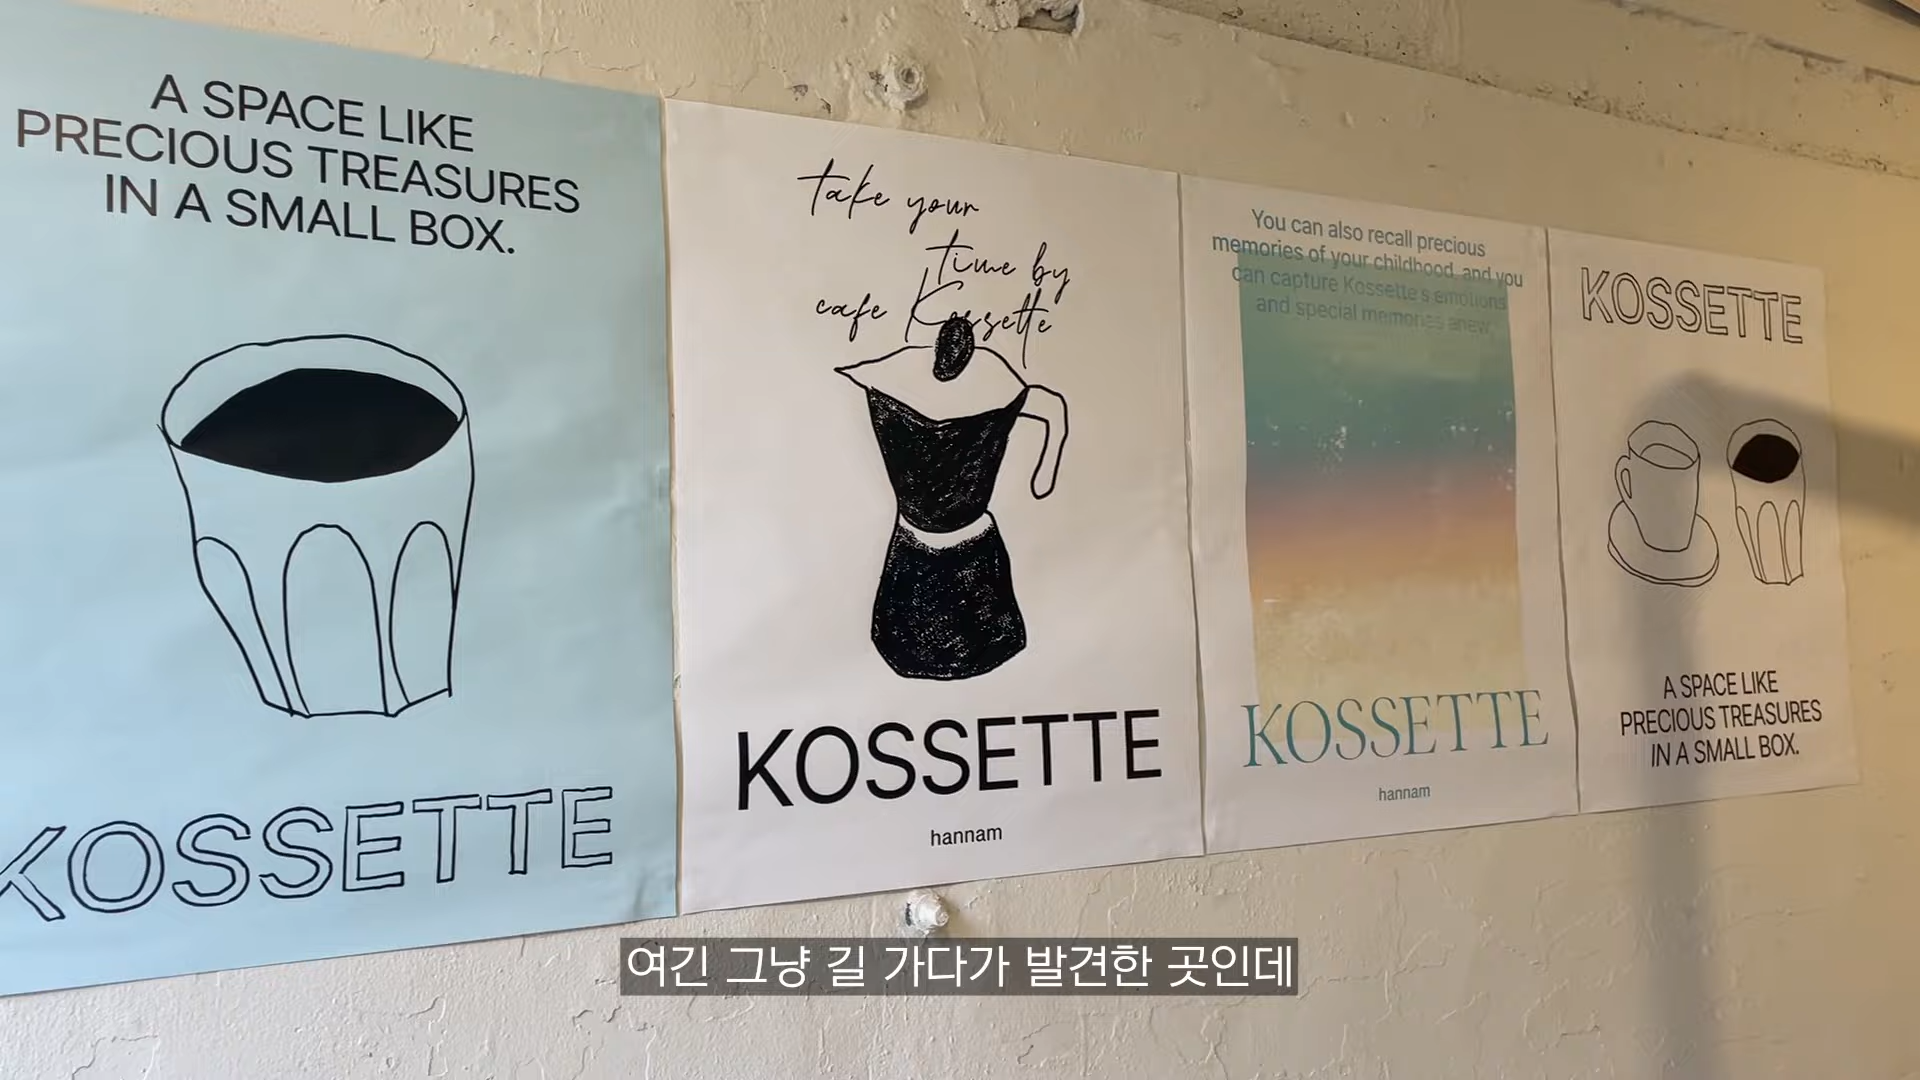 A SPACE LIKE
PRECIOUS TREASURES
IN A SMALL BOX.
KOSSETTE
take your
time by
cafe Kossette
KOSSETTE
hannam
You can also recall precious
memories of your childhood, and you
can capture Kossette's emotions
and special memories anew.
KOSSETTE
hannam
KOSSETTE
A SPACE LIKE
PRECIOUS TREASURES
IN A SMALL BOX.
여긴 그냥 길 가다가 발견한 곳인데